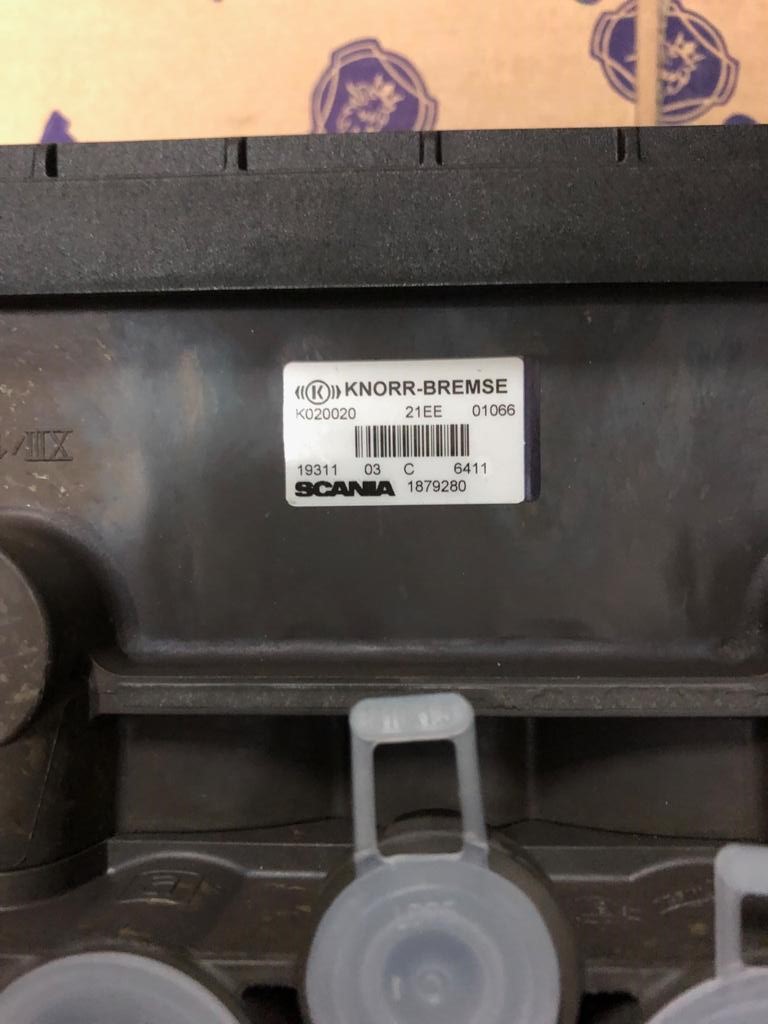 KNORR-BREMSE
K020020 21EE 01066
19311 03 C 6411
SCANIA 1879280